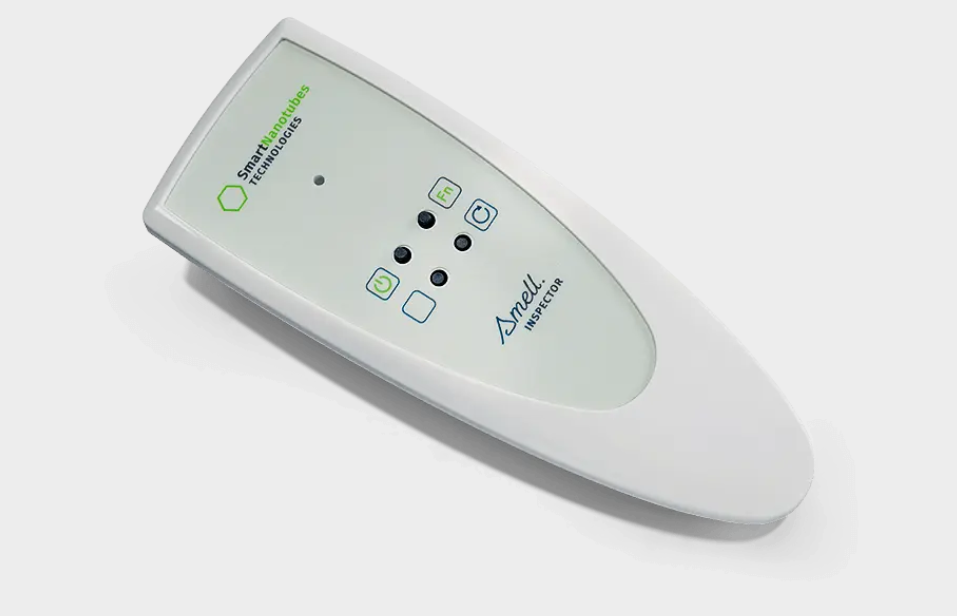 SmartNanotubes
TECHNOLOGIES
Fn
Smell.
INSPECTOR